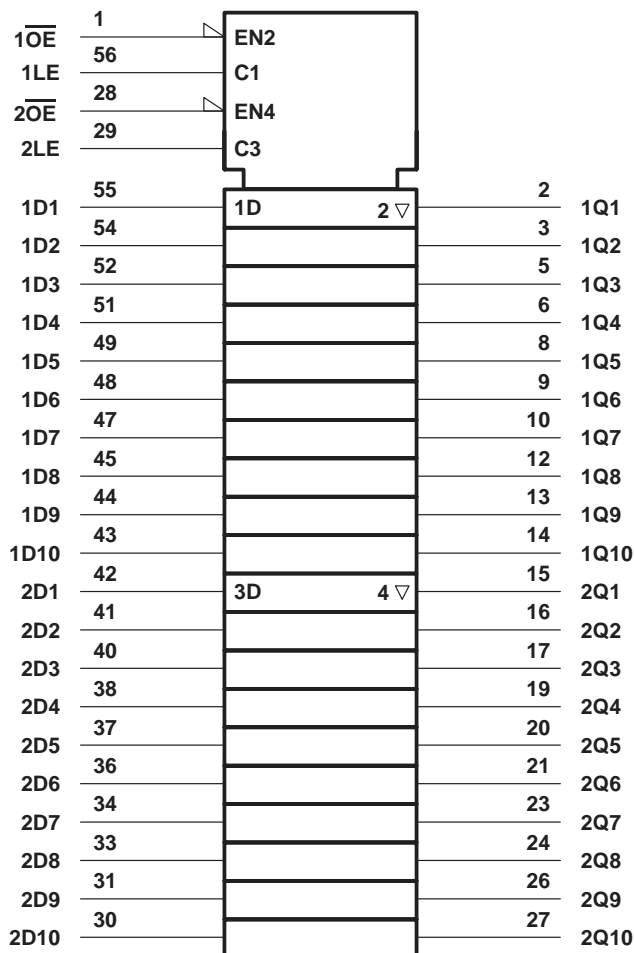 1
1O̅E̅ EN2
56
1LE C1
28
2O̅E̅ EN4
29
2LE C3
55 2
1D1 1D 2 ▽ 1Q1
54 3
1D2 1Q2
52 5
1D3 1Q3
51 6
1D4 1Q4
49 8
1D5 1Q5
48 9
1D6 1Q6
47 10
1D7 1Q7
45 12
1D8 1Q8
44 13
1D9 1Q9
43 14
1D10 1Q10
42 15
2D1 3D 4 ▽ 2Q1
41 16
2D2 2Q2
40 17
2D3 2Q3
38 19
2D4 2Q4
37 20
2D5 2Q5
36 21
2D6 2Q6
34 23
2D7 2Q7
33 24
2D8 2Q8
31 26
2D9 2Q9
30 27
2D10 2Q10